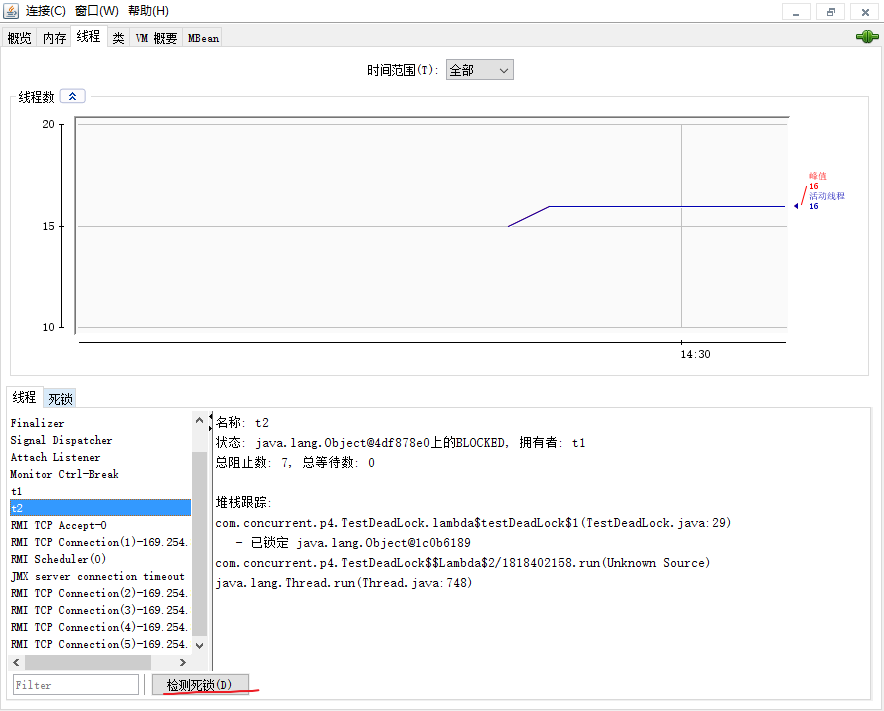 连接(C) 窗口(W) 帮助(H)
概览 内存 线程 类 VM 概要 MBean
时间范围(T): 全部
线程数
20
15
10
峰值
16
活动线程
16
14:30
线程 死锁
Finalizer
Signal Dispatcher
Attach Listener
Monitor Ctrl-Break
t1
t2
RMI TCP Accept-0
RMI TCP Connection(1)-169.254.
RMI Scheduler(0)
JMX server connection timeout
RMI TCP Connection(2)-169.254.
RMI TCP Connection(3)-169.254.
RMI TCP Connection(4)-169.254.
RMI TCP Connection(5)-169.254.
名称: t2
状态: java.lang.Object@4df878e0上的BLOCKED, 拥有者: t1
总阻止数: 7, 总等待数: 0
堆栈跟踪:
com.concurrent.p4.TestDeadLock.lambda$testDeadLock$1(TestDeadLock.java:29)
- 已锁定 java.lang.Object@1c0b6189
com.concurrent.p4.TestDeadLock$$Lambda$2/1818402158.run(Unknown Source)
java.lang.Thread.run(Thread.java:748)
Filter
检测死锁(D)